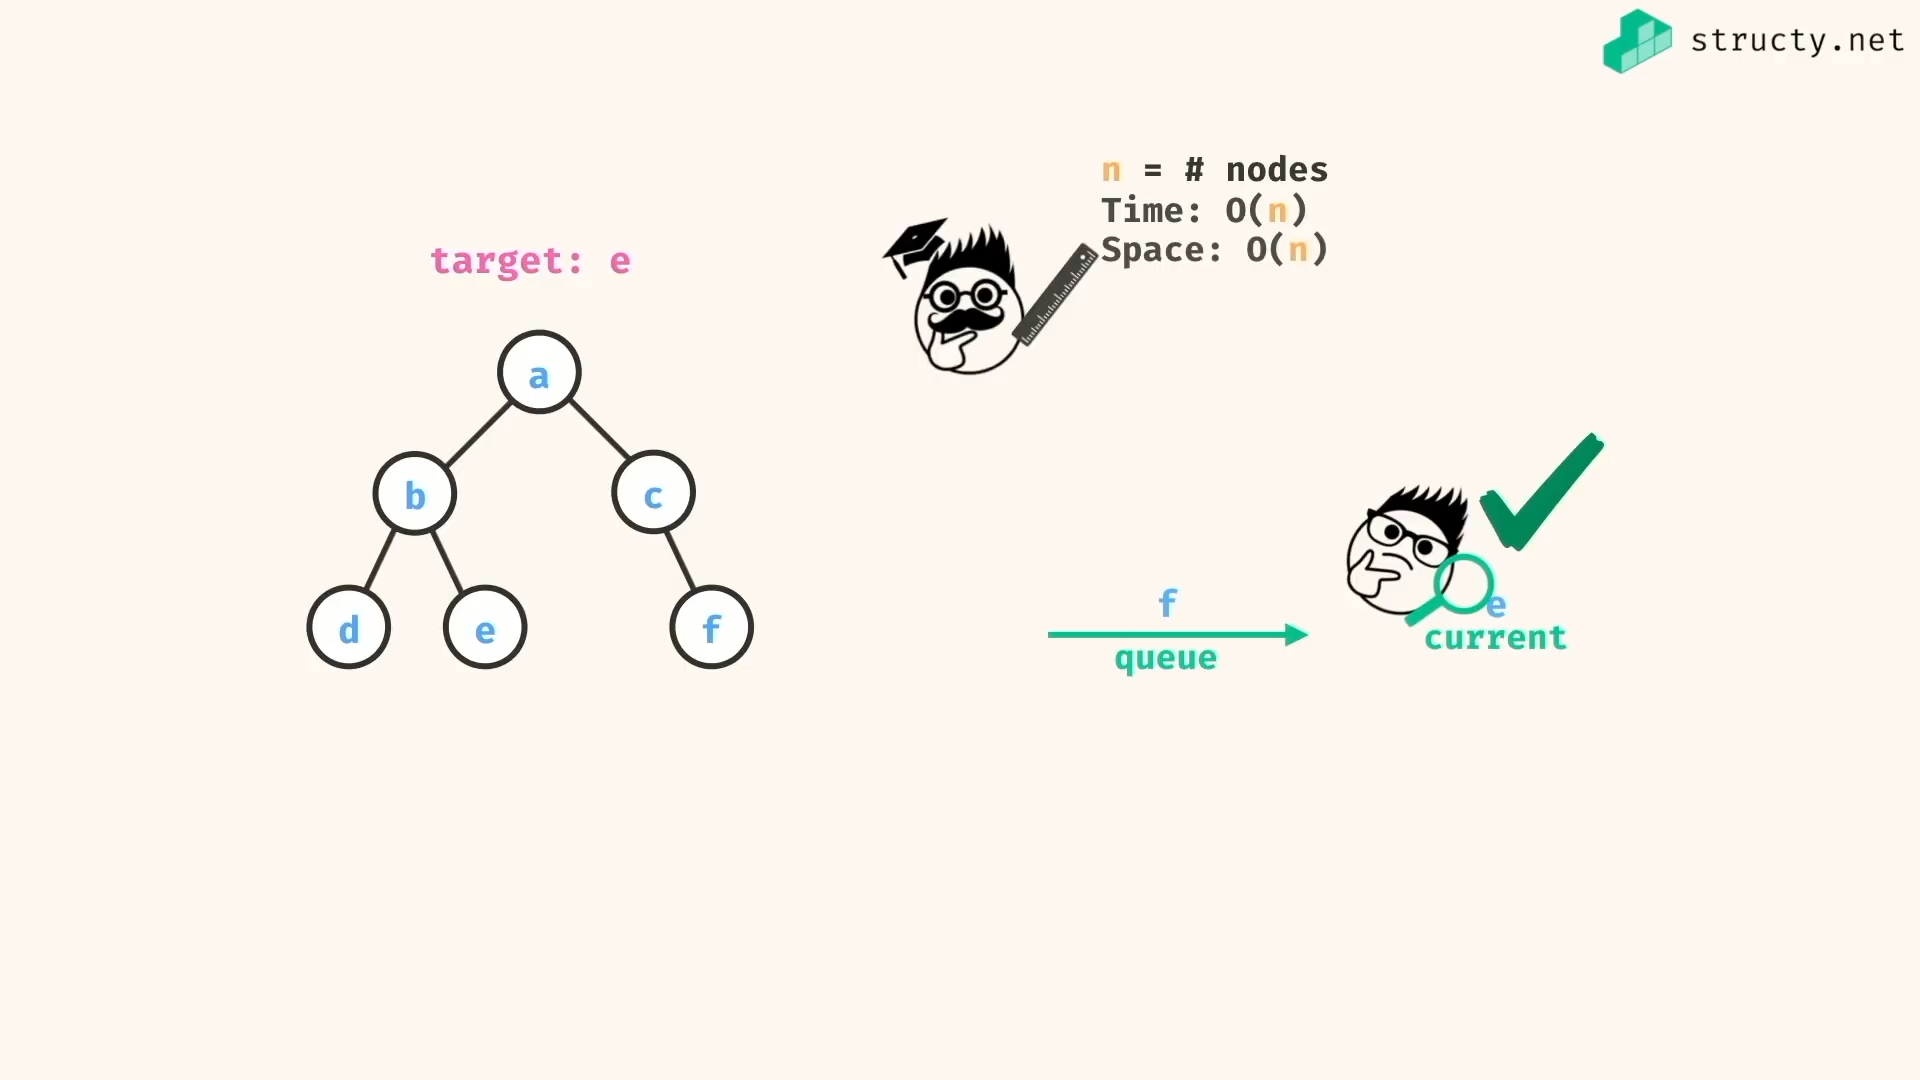 structy.net
n = # nodes
Time: O(n)
Space: O(n)
target: e
a
b
c
d
e
f
f
queue
e
current